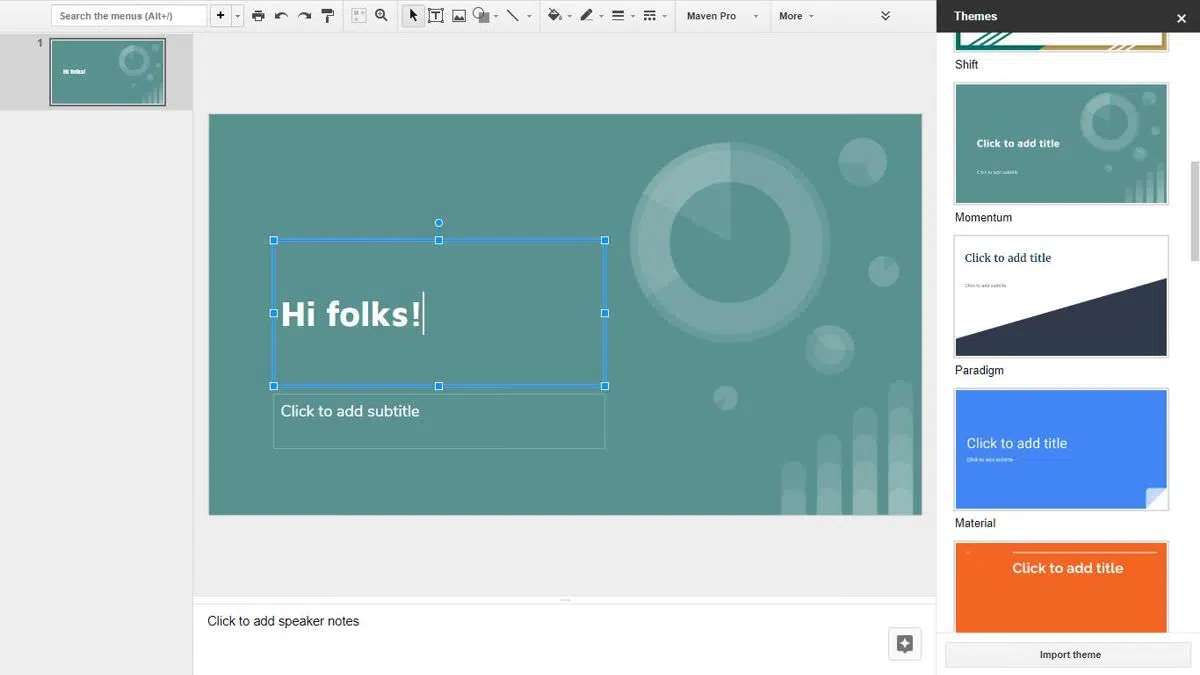 Search the menus (Alt+/)
Maven Pro
More
Themes
1
Hi folks!
Hi folks!
Click to add subtitle
Click to add speaker notes
Shift
Click to add title
Click to add subtitle
Momentum
Click to add title
Click to add subtitle
Paradigm
Click to add title
Click to add subtitle
Material
Click to add title
Import theme